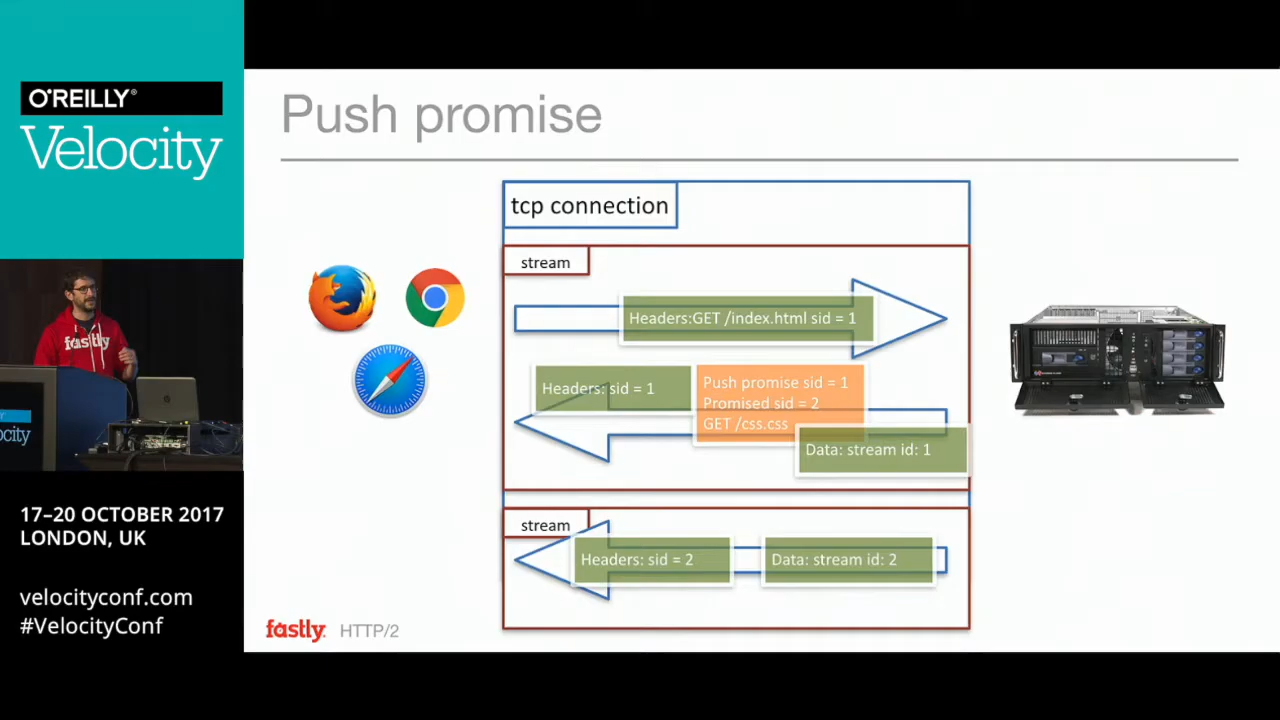 O'REILLY®
Velocity
fastly
Velocity
17–20 OCTOBER 2017
LONDON, UK
velocityconf.com
#VelocityConf
Push promise
tcp connection
stream
Headers:GET /index.html sid = 1
Headers: sid = 1
Push promise sid = 1
Promised sid = 2
GET /css.css
Data: stream id: 1
stream
Headers: sid = 2
Data: stream id: 2
fastly HTTP/2